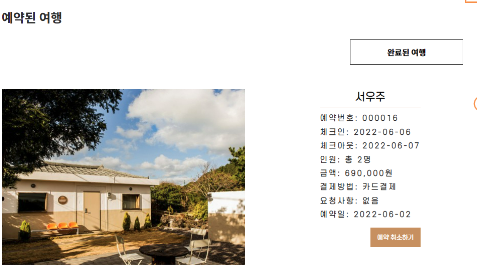 예약된 여행
완료된 여행
서우주
예약번호: 000016
체크인: 2022-06-06
체크아웃: 2022-06-07
인원: 총 2명
금액: 690,000원
결제방법: 카드결제
요청사항: 없음
예약일: 2022-06-02
예약 취소하기